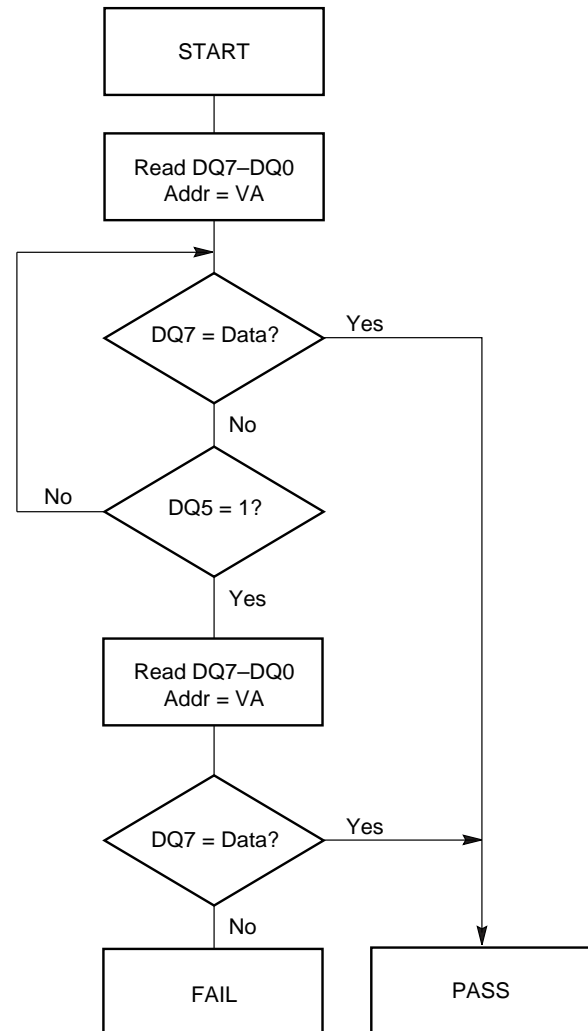 START
Read DQ7–DQ0
Addr = VA
DQ7 = Data?
Yes
No
No
DQ5 = 1?
Yes
Read DQ7–DQ0
Addr = VA
DQ7 = Data?
Yes
No
FAIL
PASS